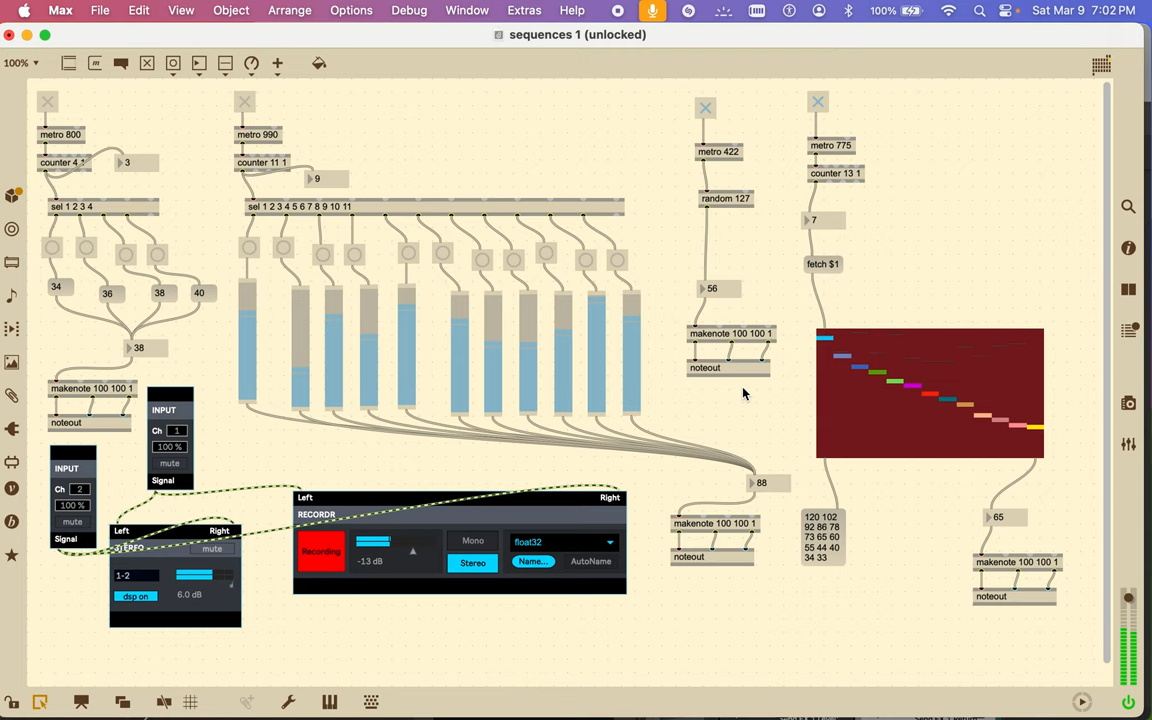 Max File Edit View Object Arrange Options Debug Window Extras Help 100% Sat Mar 9 7:02 PM
sequences 1 (unlocked)
100%
metro 800
counter 4 1
3
sel 1 2 3 4
34
36
38
40
38
makenote 100 100 1
noteout
metro 990
counter 11 1
9
sel 1 2 3 4 5 6 7 8 9 10 11
88
makenote 100 100 1
noteout
metro 422
random 127
56
makenote 100 100 1
noteout
metro 775
counter 13 1
7
fetch $1
120 102
92 86 78
73 65 60
55 44 40
34 33
65
makenote 100 100 1
noteout
INPUT
Ch 1
100 %
mute
Signal
INPUT
Ch 2
100 %
mute
Signal
Left Right
STEREO mute
1-2
dsp on 6.0 dB
Left Right
RECORDR
Recording
-13 dB
Mono
Stereo
float32
Name... AutoName